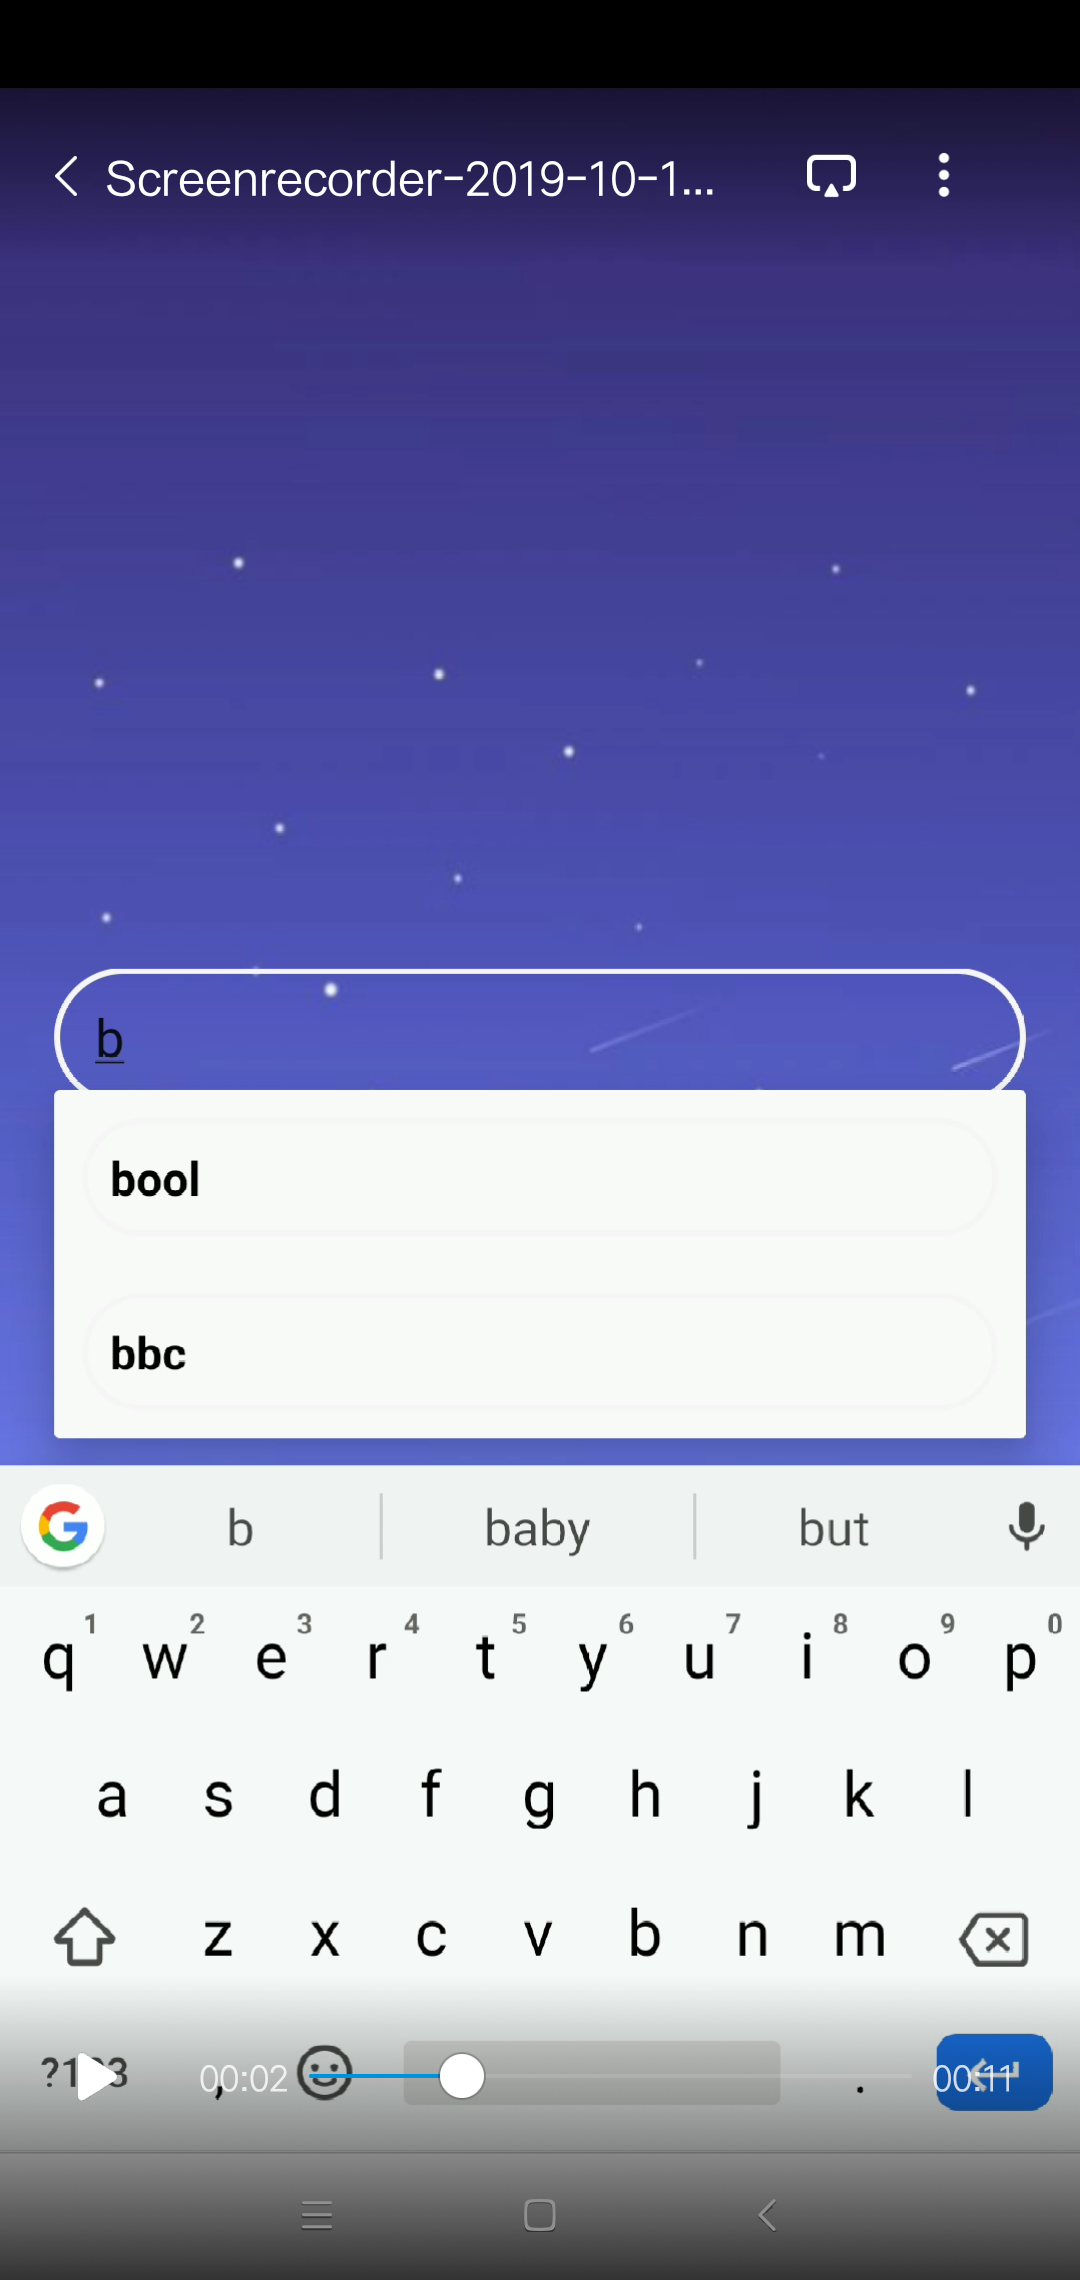 Screenrecorder-2019-10-1...
b
bool
bbc
b baby but
1 2 3 4 5 6 7 8 9 0
q w e r t y u i o p
a s d f g h j k l
z x c v b n m
?123 , .
00:02 00:11